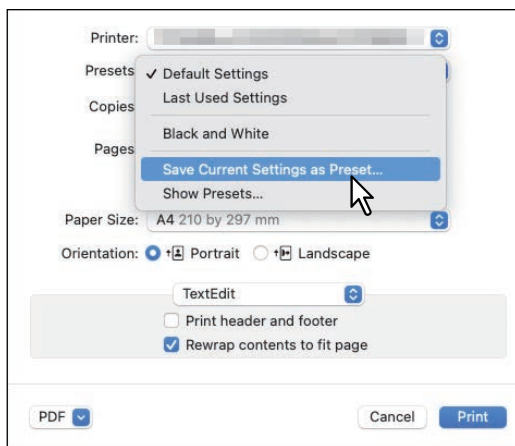 Printer:
Presets ✓ Default Settings
Last Used Settings
Copies
Black and White
Pages
Save Current Settings as Preset...
Show Presets...
Paper Size: A4 210 by 297 mm
Orientation: Portrait Landscape
TextEdit
Print header and footer
Rewrap contents to fit page
PDF Cancel Print